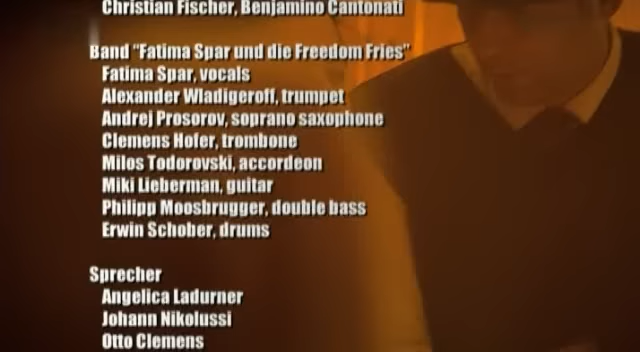 Christian Fischer, Benjamino Cantonati
Band "Fatima Spar und die Freedom Fries"
Fatima Spar, vocals
Alexander Wladigeroff, trumpet
Andrej Prosorov, soprano saxophone
Clemens Hofer, trombone
Milos Todorovski, accordeon
Miki Lieberman, guitar
Philipp Moosbrugger, double bass
Erwin Schober, drums
Sprecher
Angelica Ladurner
Johann Nikolussi
Otto Clemens